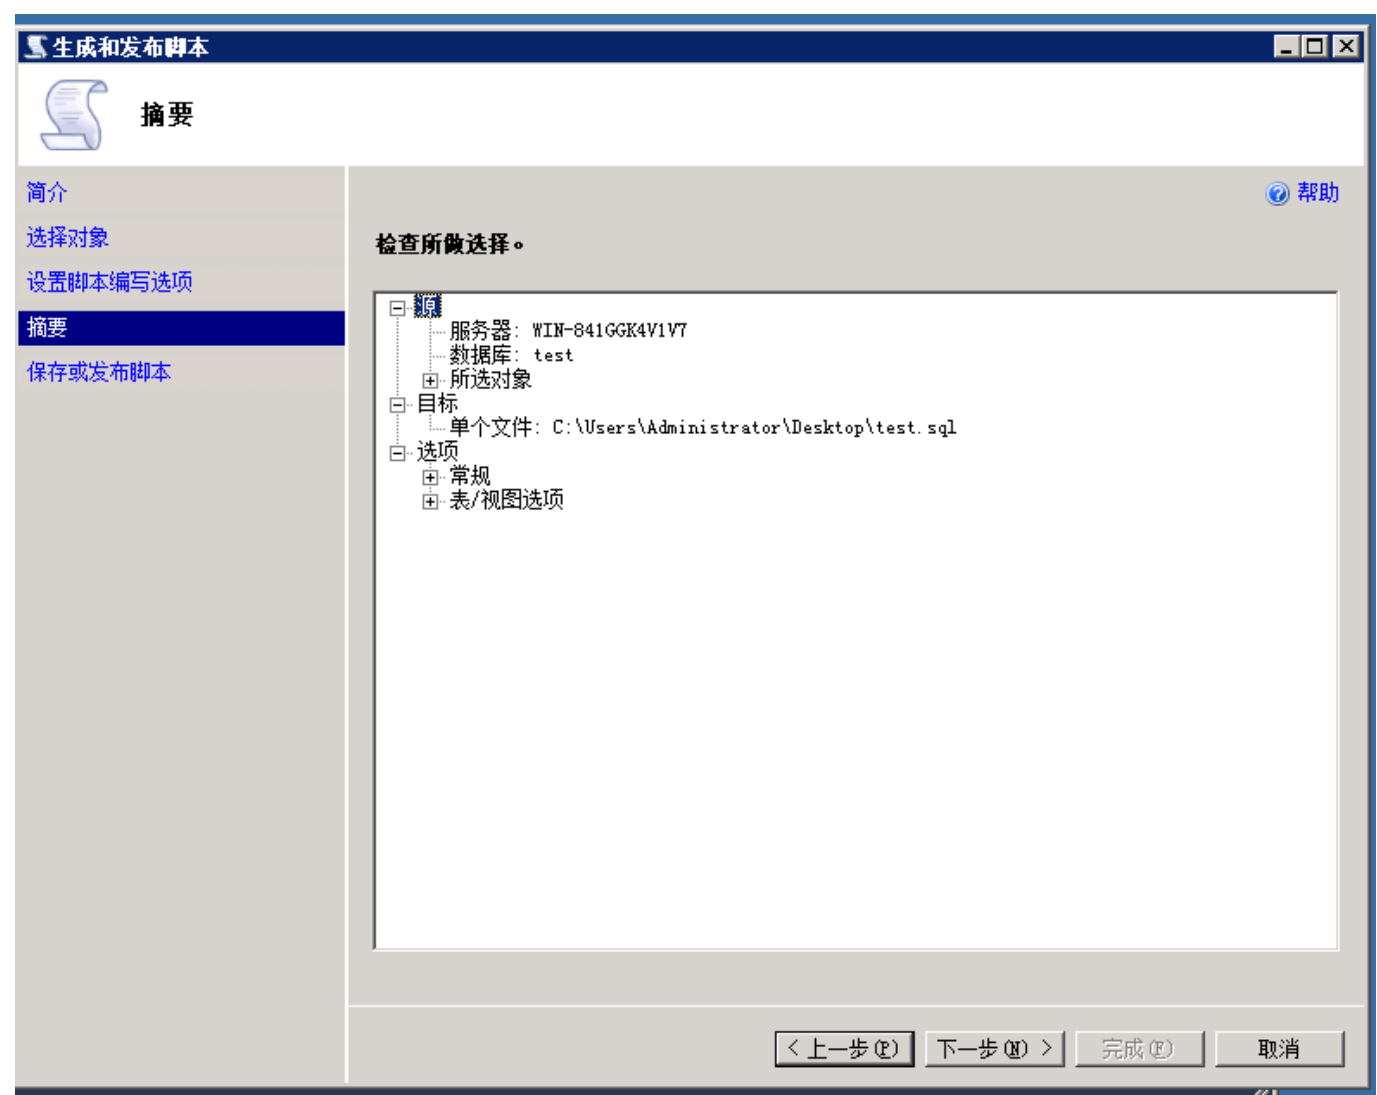 生成和发布脚本
摘要
简介
选择对象
设置脚本编写选项
摘要
保存或发布脚本
帮助
检查所做选择。
源
服务器: WIN-841GGK4V1V7
数据库: test
所选对象
目标
单个文件: C:\Users\Administrator\Desktop\test.sql
选项
常规
表/视图选项
< 上一步(P)
下一步(N) >
完成(F)
取消